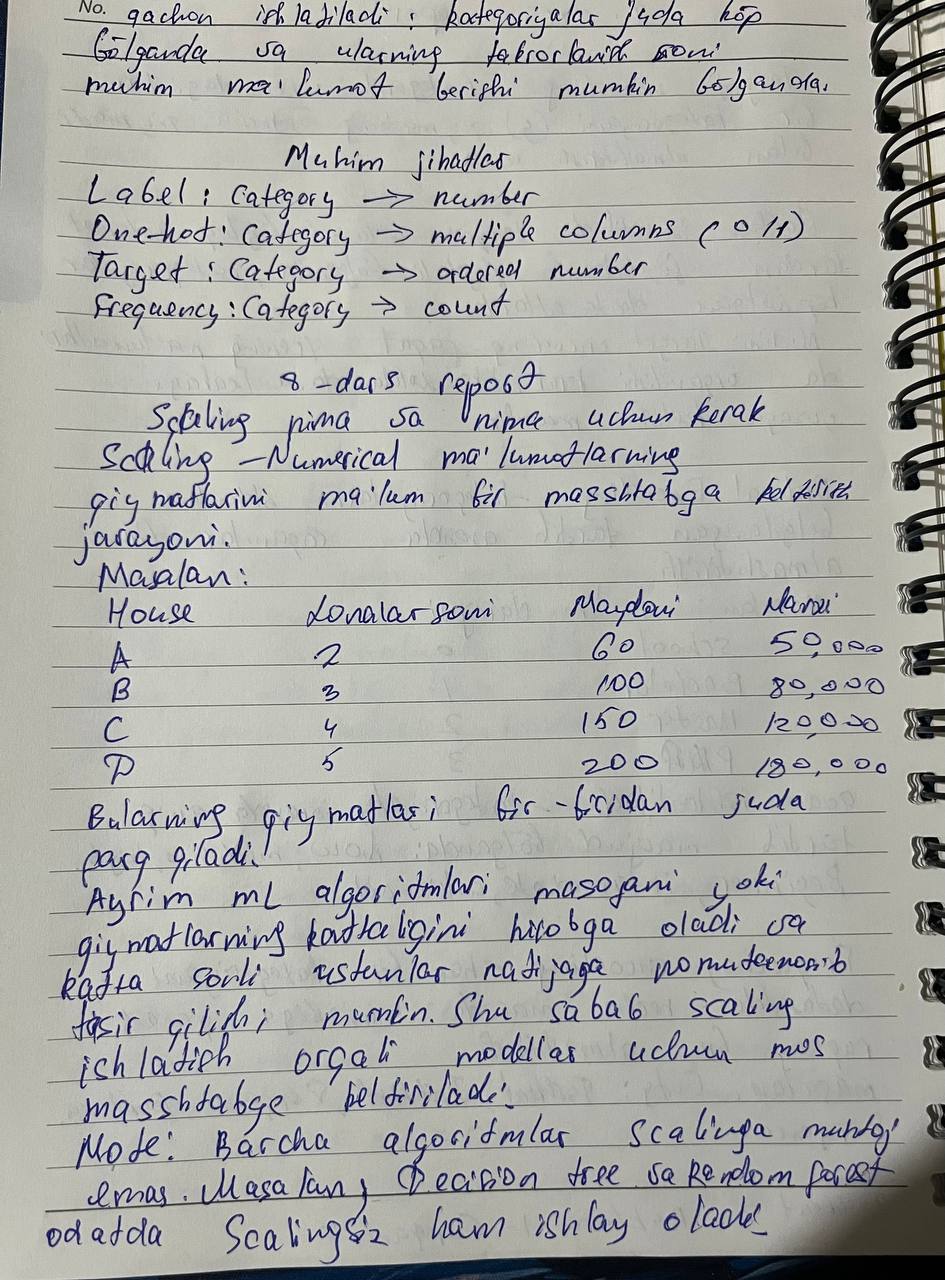 No. qachon ishlatiladi: kategoriyalar juda ko'p
bo'lganda va ularning takrorlanish soni
muhim ma'lumot berishi mumkin bo'lganda.
Muhim jihatlar
Label: Category → number
One-hot: Category → multiple columns (0/1)
Target: Category → ordered number
Frequency: Category → count
8-dars report
Scaling nima va nima uchun kerak
Scaling - Numerical ma'lumotlarning
qiymatlarini ma'lum bir masshtabga keltirish
jarayoni.
Masalan:
House Xonalar soni Maydoni Narxi
A 2 60 50,000
B 3 100 80,000
C 4 150 120,000
D 5 200 180,000
Bularning qiymatlari bir-biridan juda
farq qiladi.
Ayrim ML algoritmlari masofani yoki
qiymatlarning kattaligini hisobga oladi va
katta sonli ustunlar natijaga nomutanosib
ta'sir qilishi mumkin. Shu sabab scaling
ishlatish orqali modellar uchun mos
masshtabga keltiriladi.
Note: Barcha algoritmlar scalinga muhtoj
emas. Masalan, Decision tree va Random forest
odatda Scalingsiz ham ishlay oladi